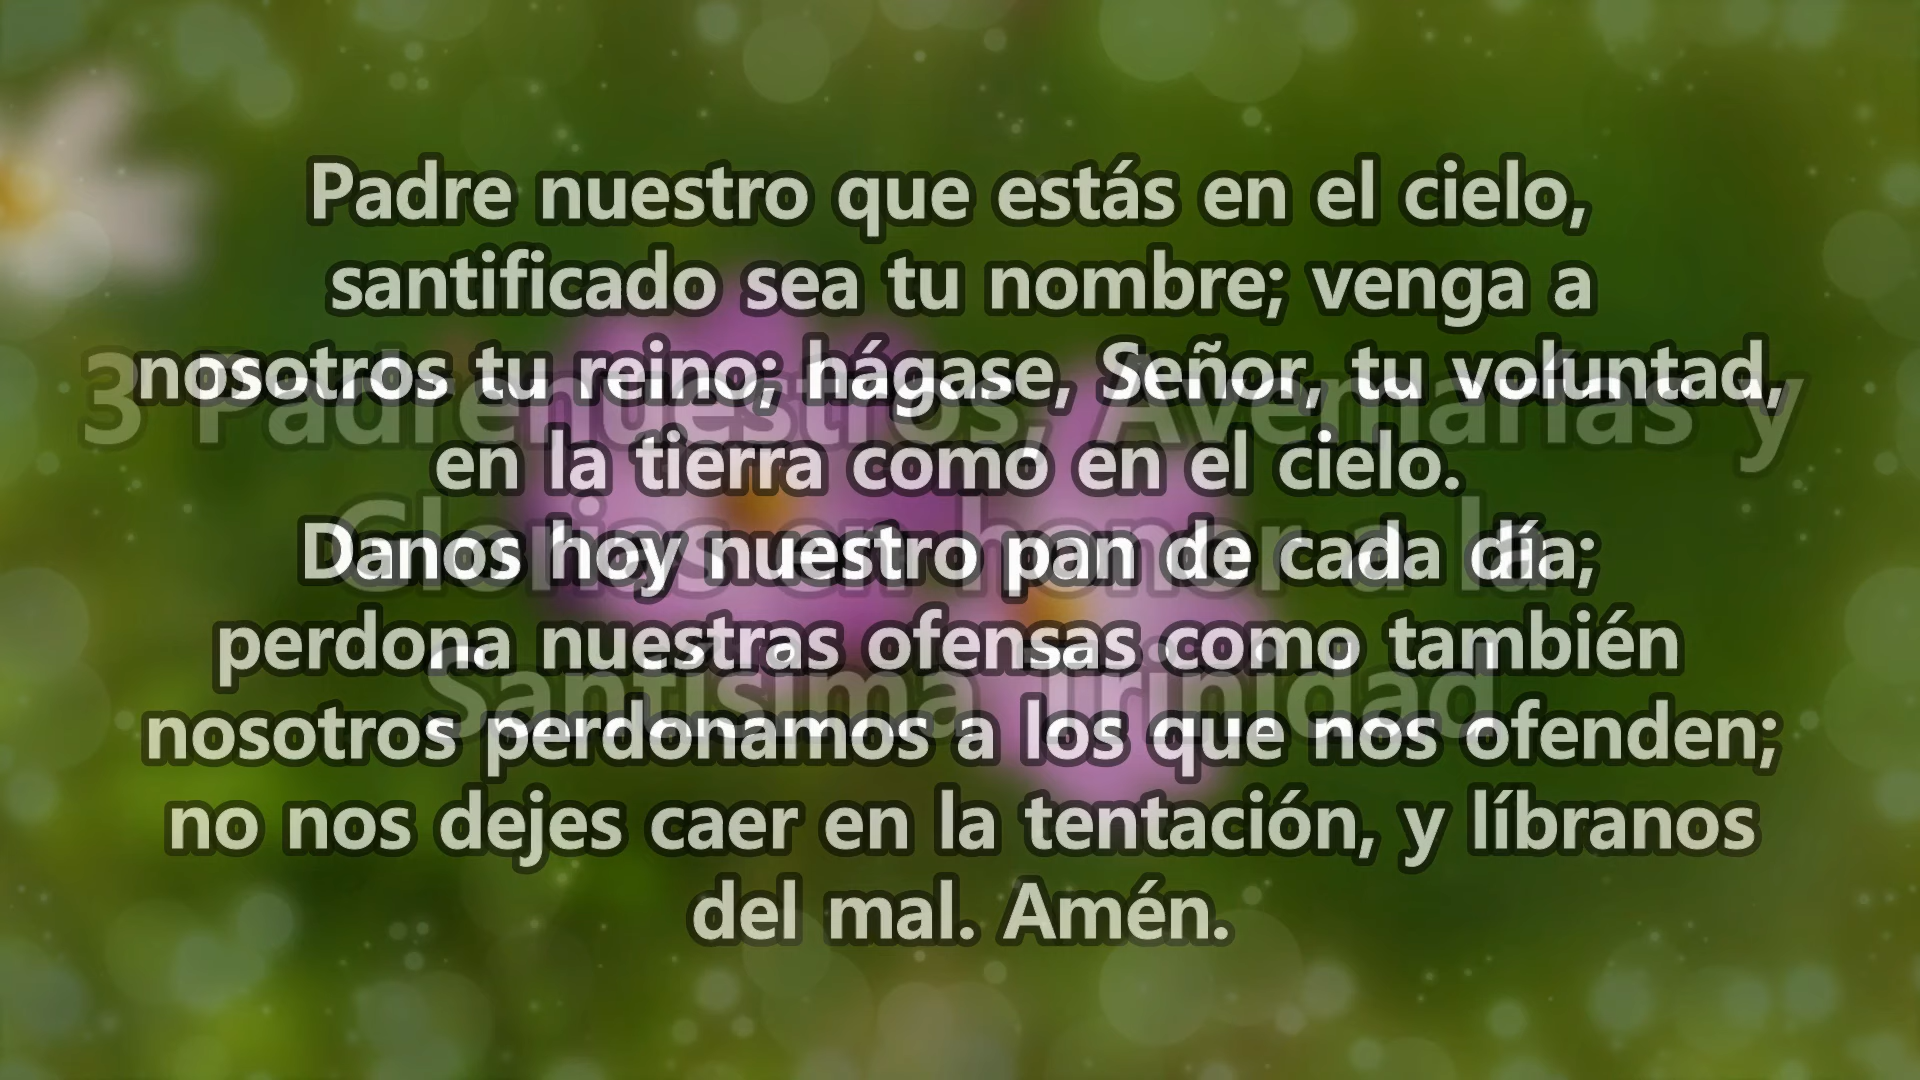 Padre nuestro que estás en el cielo,
santificado sea tu nombre; venga a
nosotros tu reino; hágase, Señor, tu voluntad,
en la tierra como en el cielo.
Danos hoy nuestro pan de cada día;
perdona nuestras ofensas como también
nosotros perdonamos a los que nos ofenden;
no nos dejes caer en la tentación, y líbranos
del mal. Amén.
3 Padrenuestros, Avemarías y
Glorias en honor a la
Santísima Trinidad